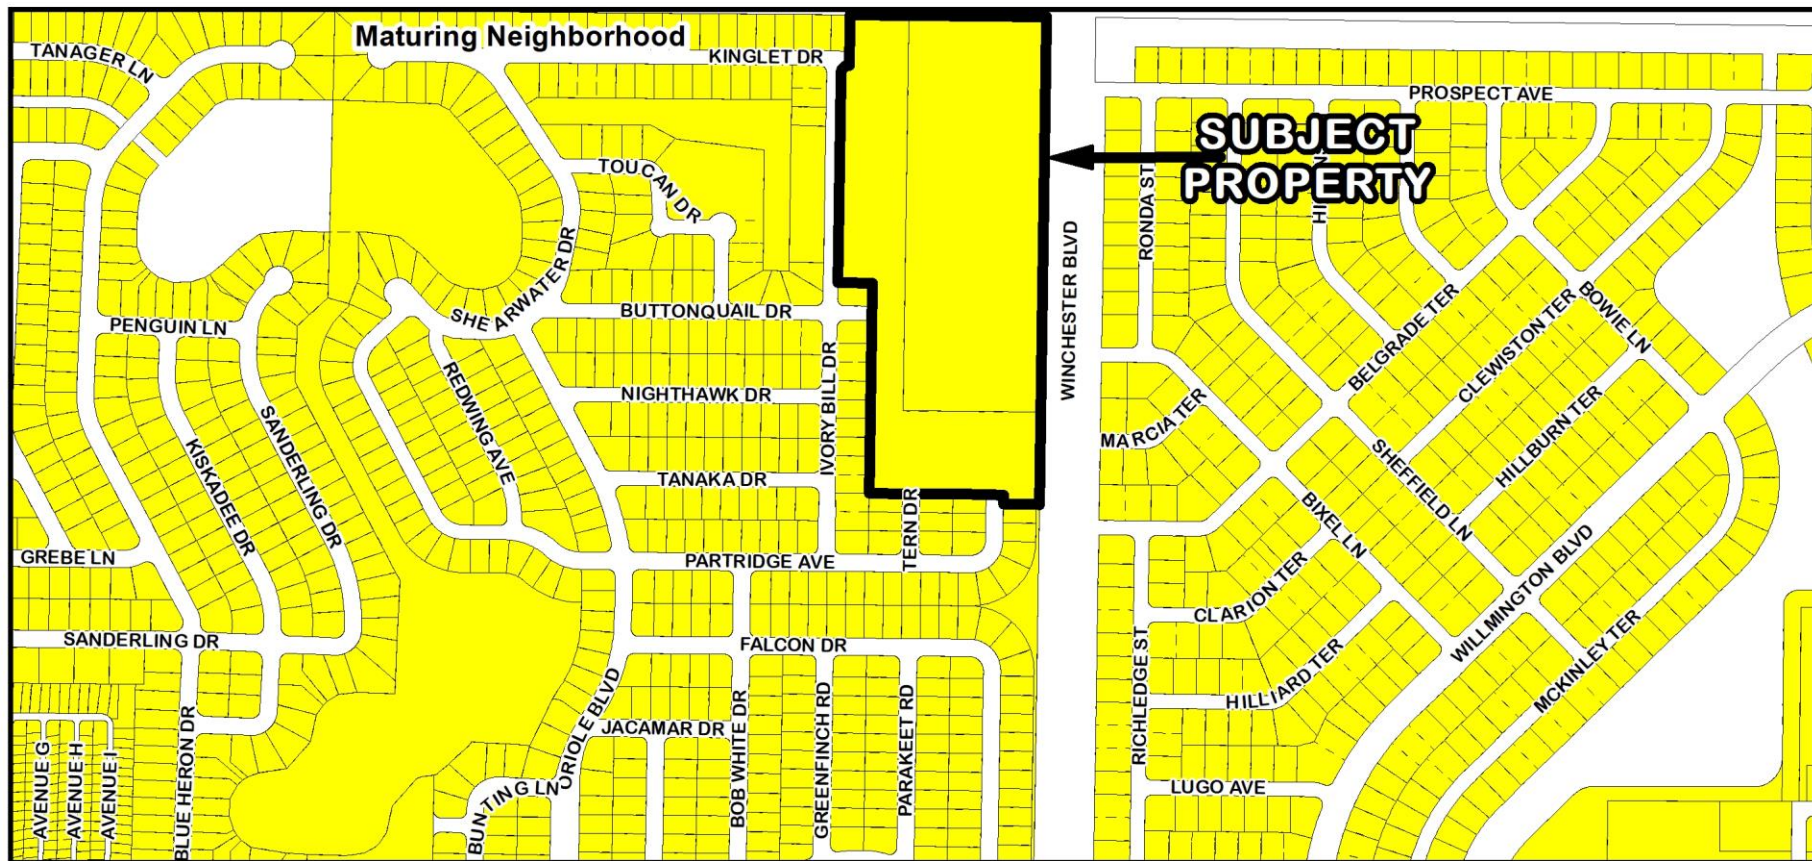 Maturing Neighborhood
TANAGER LN
KINGLET DR
PROSPECT AVE
SUBJECT
PROPERTY
TOUCAN DR
RONDA ST
SHEARWATER DR
WINCHESTER BLVD
PENGUIN LN
BUTTONQUAIL DR
BELGRADE TER
CLEWISTON TER
BOWIE LN
REDWING AVE
NIGHTHAWK DR
IVORY BILL DR
MARCIA TER
HILLBURN TER
KISKADEE DR
SANDERLING DR
TANAKA DR
SHEFFIELD LN
TERN DR
BIXEL LN
GREBE LN
PARTRIDGE AVE
CLARION TER
WILLMINGTON BLVD
SANDERLING DR
FALCON DR
RICHLEDGE ST
HILLIARD TER
MCKINLEY TER
AVENUE G
AVENUE H
AVENUE I
BLUE HERON DR
BUNTING LN
ORIOLE BLVD
JACAMAR DR
BOB WHITE DR
GREENFINCH RD
PARAKEET RD
LUGO AVE